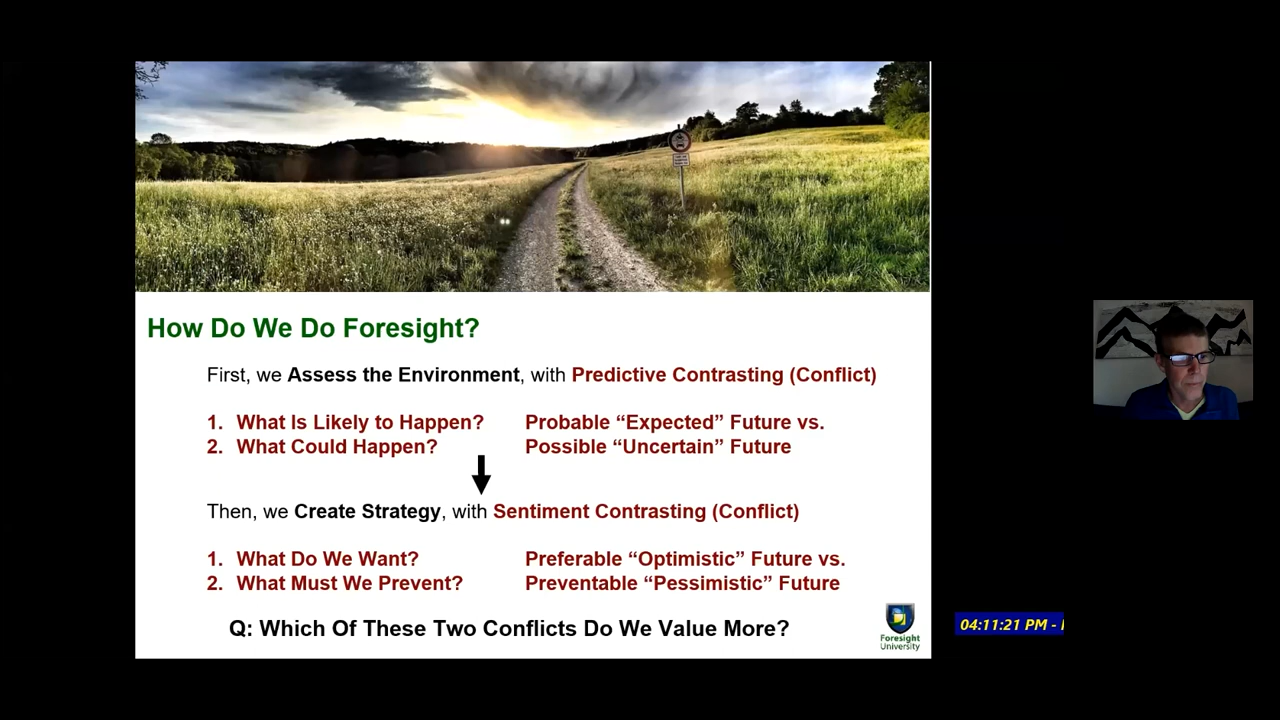 How Do We Do Foresight?
First, we Assess the Environment, with Predictive Contrasting (Conflict)
1. What Is Likely to Happen? Probable “Expected” Future vs.
2. What Could Happen? Possible “Uncertain” Future
Then, we Create Strategy, with Sentiment Contrasting (Conflict)
1. What Do We Want? Preferable “Optimistic” Future vs.
2. What Must We Prevent? Preventable “Pessimistic” Future
Q: Which Of These Two Conflicts Do We Value More?
Foresight
University
04:11:21 PM -